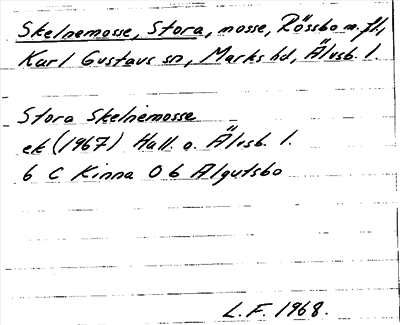 Skelnemosse, Stora, mosse, Rössbo m. fl.,
Karl Gustavs sn, Marks hd, Älvsb. l.
Stora Skelnemosse
ek (1967) Hall. o. Älvsb. l.
6 C Kinna 0 b Algutsbo
L. F. 1968.